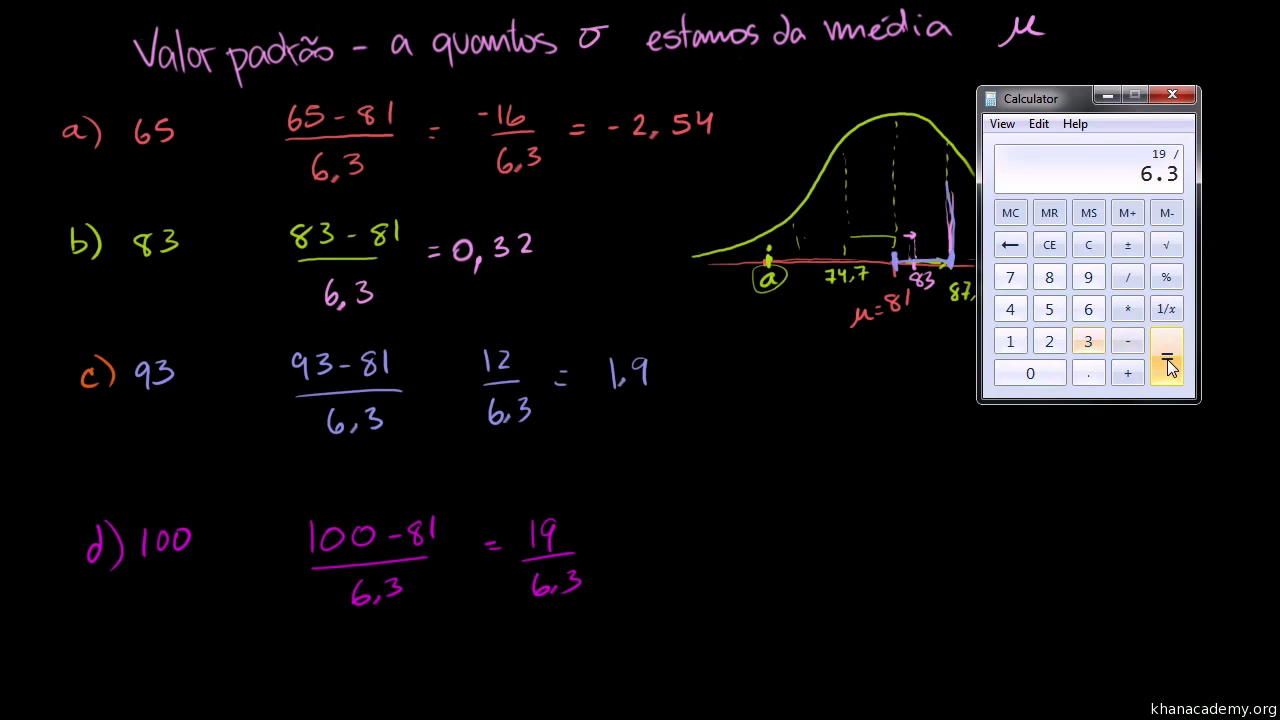 Valor padrão - a quantos σ estamos da média μ
a) 65 65 - 81 / 6,3 = -16 / 6,3 = - 2,54
b) 83 83 - 81 / 6,3 = 0,32
c) 93 93 - 81 / 6,3 12 / 6,3 = 1,9
d) 100 100 - 81 / 6,3 = 19 / 6,3
a 74,7 μ=81 83 87,
Calculator
View Edit Help
19 /
6.3
MC MR MS M+ M-
← CE C ± √
7 8 9 / %
4 5 6 * 1/x
1 2 3 - =
0 . +
khanacademy.org